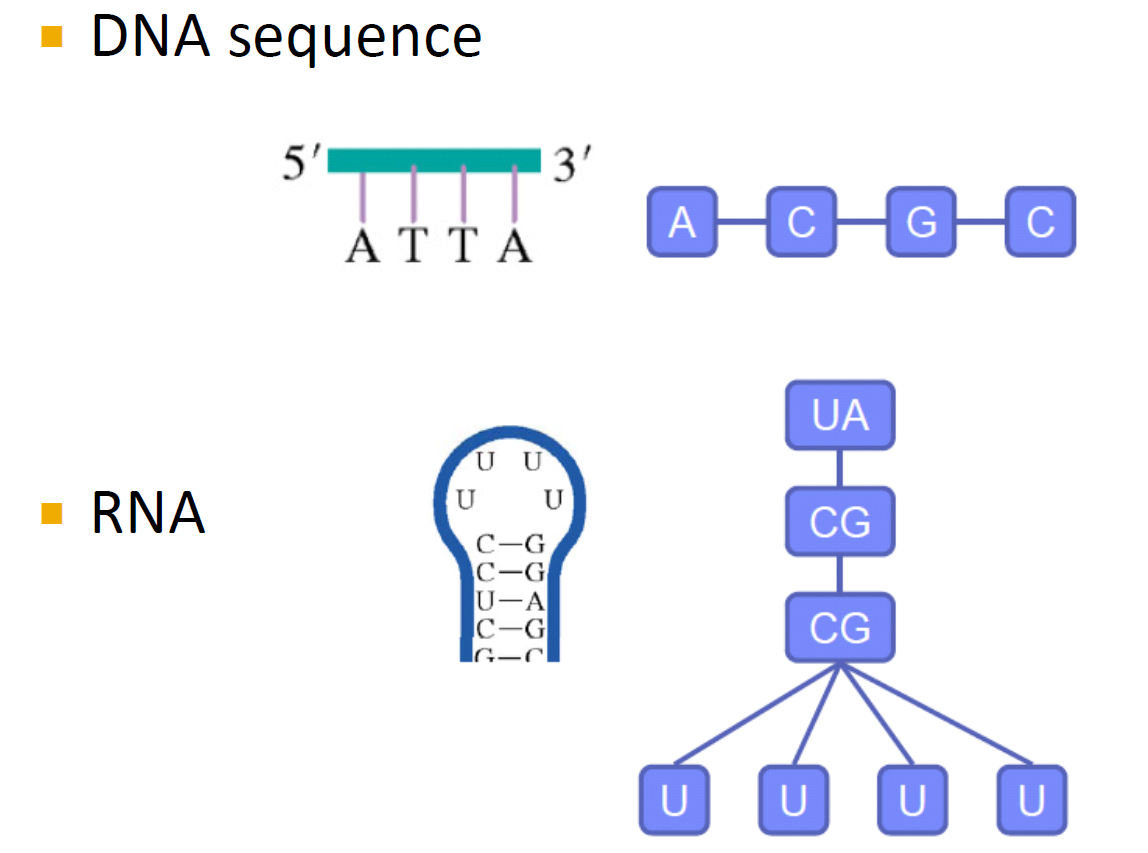 DNA sequence
5′ 3′
A T T A
A C G C
RNA
U U
U U
C—G
C—G
U—A
C—G
G—C
UA
CG
CG
U U U U